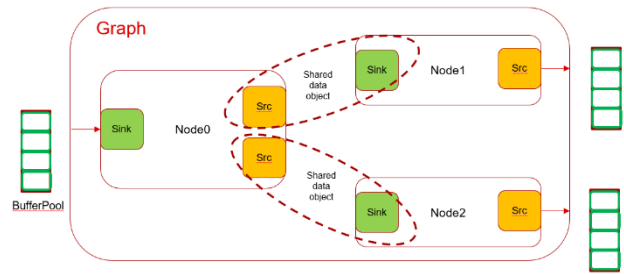 Graph
Sink
Node0
Src
Src
Shared
data
object
Sink
Node1
Src
Shared
data
object
Sink
Node2
Src
BufferPool